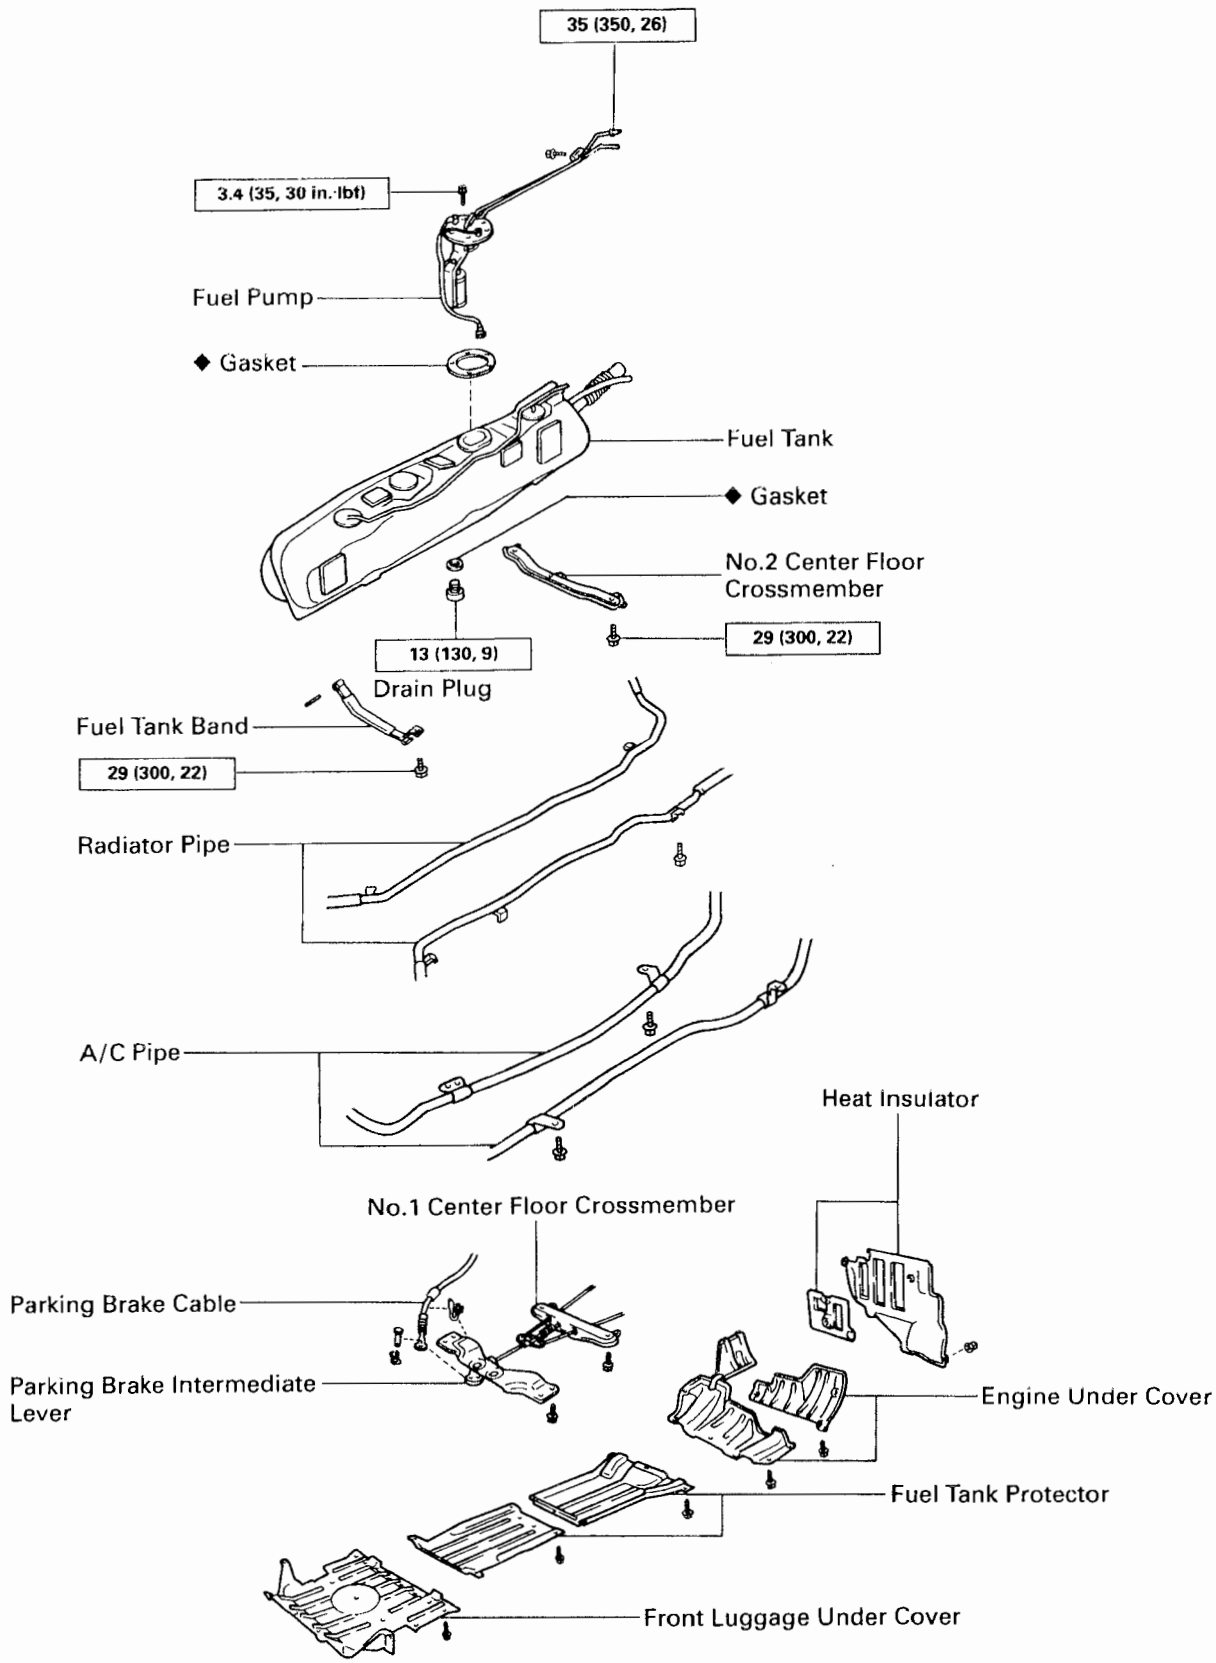 35 (350, 26)
3.4 (35, 30 in.·lbf)
Fuel Pump
◆ Gasket
Fuel Tank
◆ Gasket
No.2 Center Floor
Crossmember
29 (300, 22)
13 (130, 9)
Drain Plug
Fuel Tank Band
29 (300, 22)
Radiator Pipe
A/C Pipe
Heat Insulator
No.1 Center Floor Crossmember
Parking Brake Cable
Parking Brake Intermediate
Lever
Engine Under Cover
Fuel Tank Protector
Front Luggage Under Cover